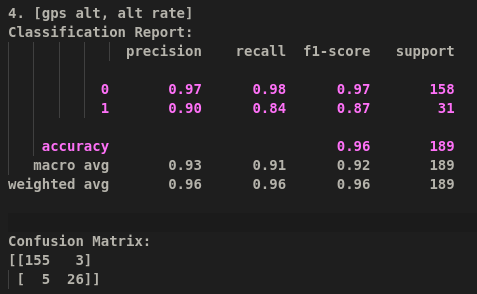 4. [gps alt, alt rate]
Classification Report:
precision recall f1-score support
0 0.97 0.98 0.97 158
1 0.90 0.84 0.87 31
accuracy 0.96 189
macro avg 0.93 0.91 0.92 189
weighted avg 0.96 0.96 0.96 189
Confusion Matrix:
[[155 3]
[ 5 26]]